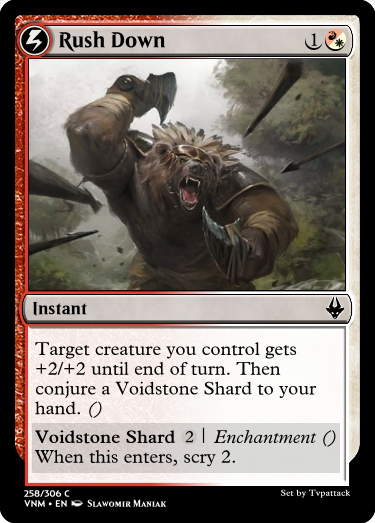 Rush Down 1
Instant
Target creature you control gets
+2/+2 until end of turn. Then
conjure a Voidstone Shard to your
hand. ()
Voidstone Shard 2 | Enchantment ()
When this enters, scry 2.
258/306 C
VNM • EN Slawomir Maniak
Set by Tvpattack